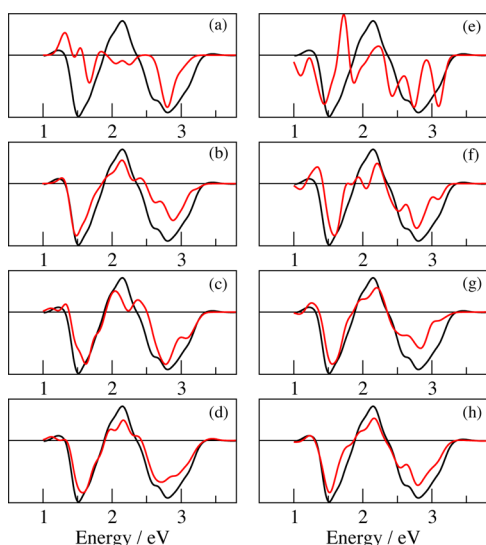 (a)
1 2 3
(b)
1 2 3
(c)
1 2 3
(d)
1 2 3
Energy / eV
(e)
1 2 3
(f)
1 2 3
(g)
1 2 3
(h)
1 2 3
Energy / eV